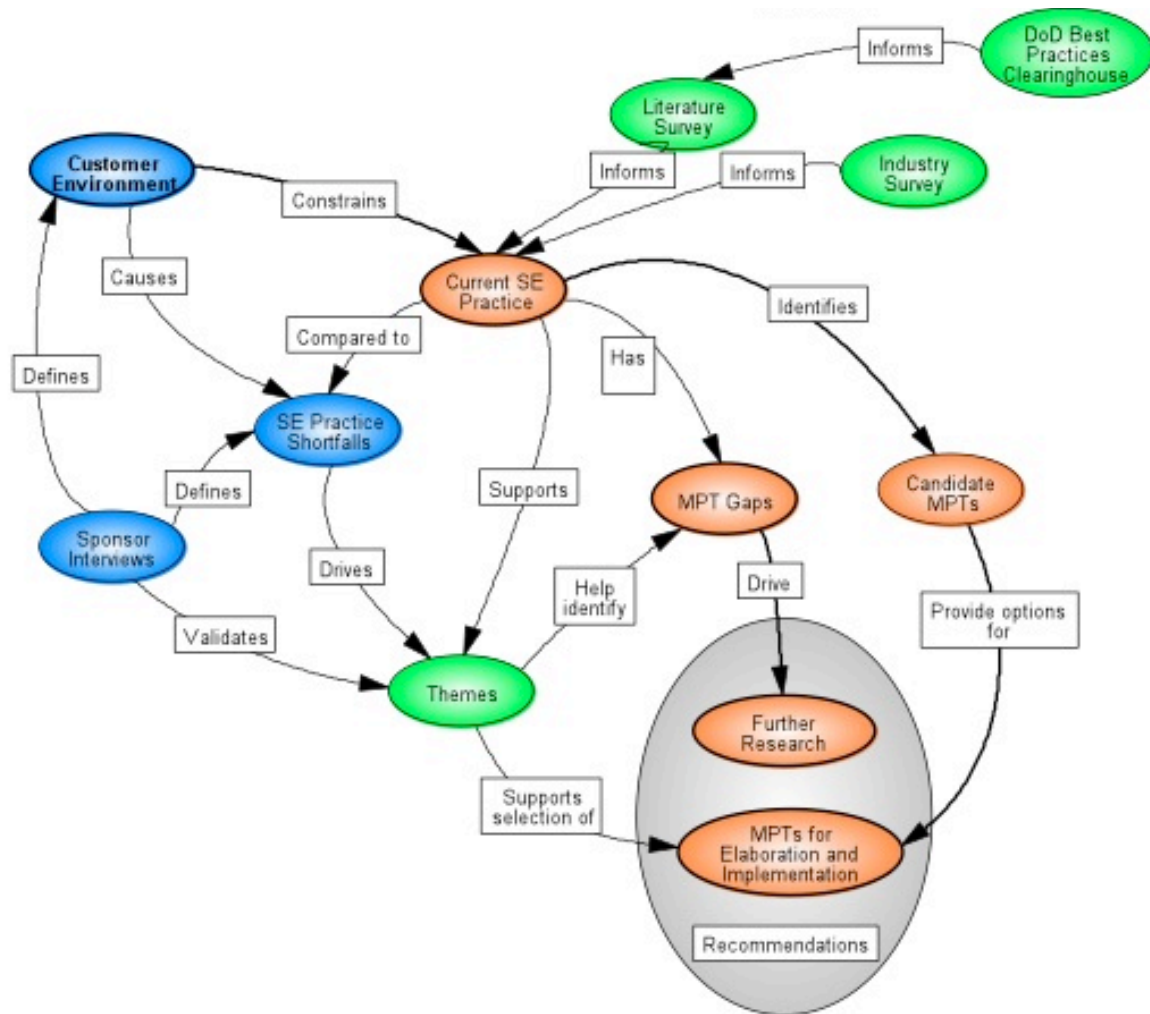 DoD Best
Practices
Clearinghouse
Informs
Literature
Survey
Customer
Environment
Informs
Informs
Industry
Survey
Constrains
Causes
Current SE
Practice
Identifies
Compared to
Has
Defines
SE Practice
Shortfalls
Defines
Supports
MPT Gaps
Candidate
MPTs
Sponsor
Interviews
Drives
Help
identify
Drive
Provide options
for
Validates
Themes
Further
Research
Supports
selection of
MPTs for
Elaboration and
Implementation
Recommendations